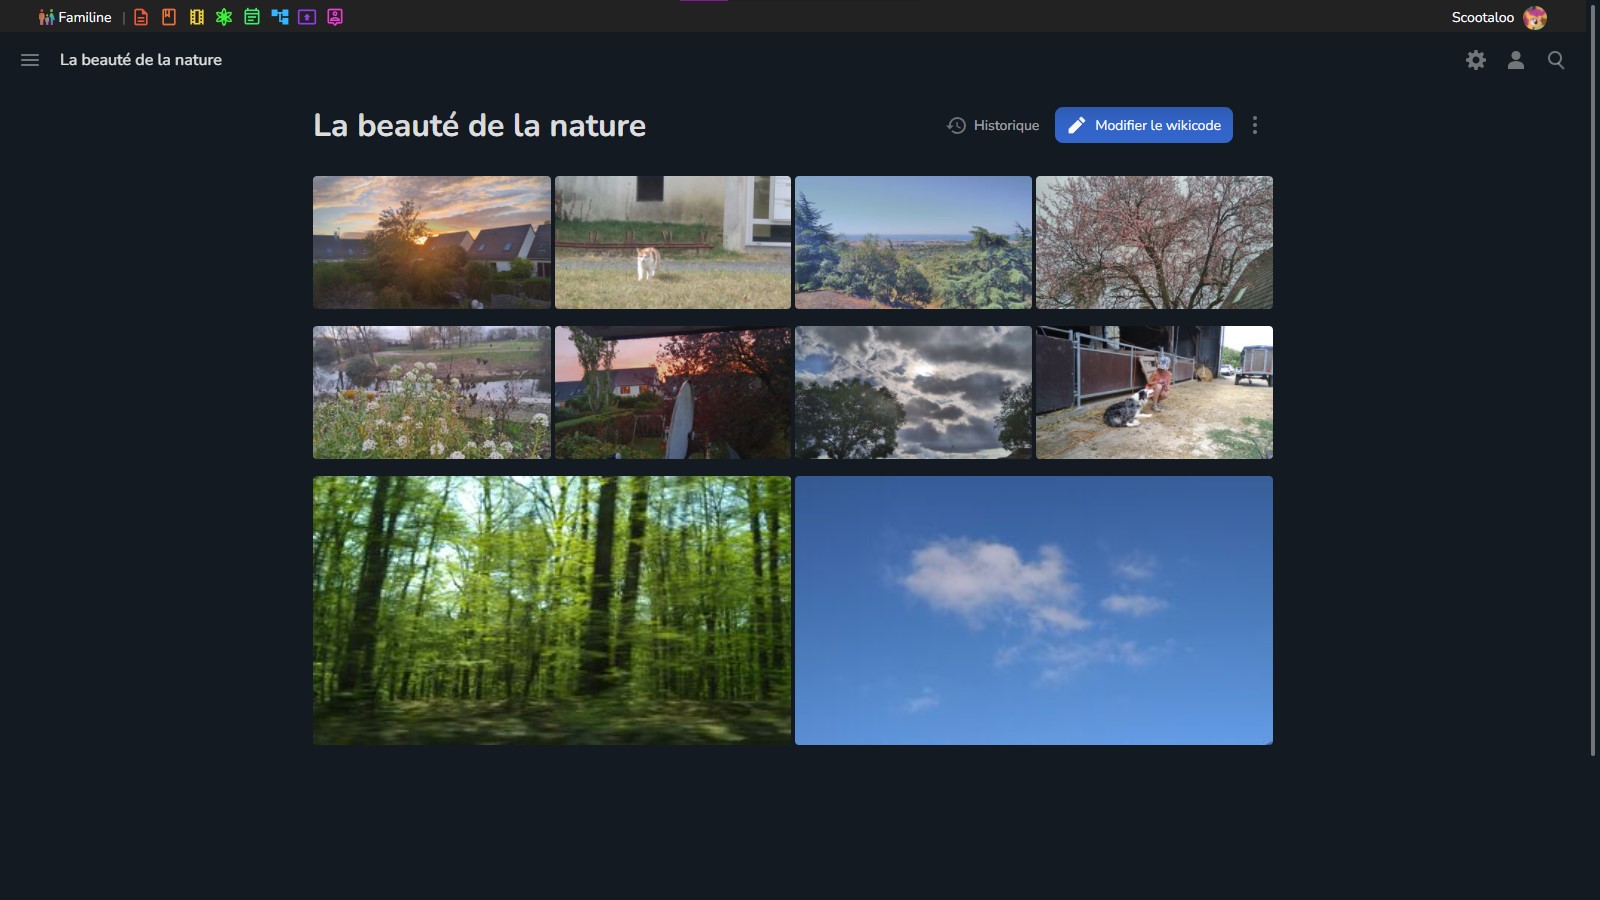 Familine | Scootaloo
La beauté de la nature
La beauté de la nature
Historique
Modifier le wikicode